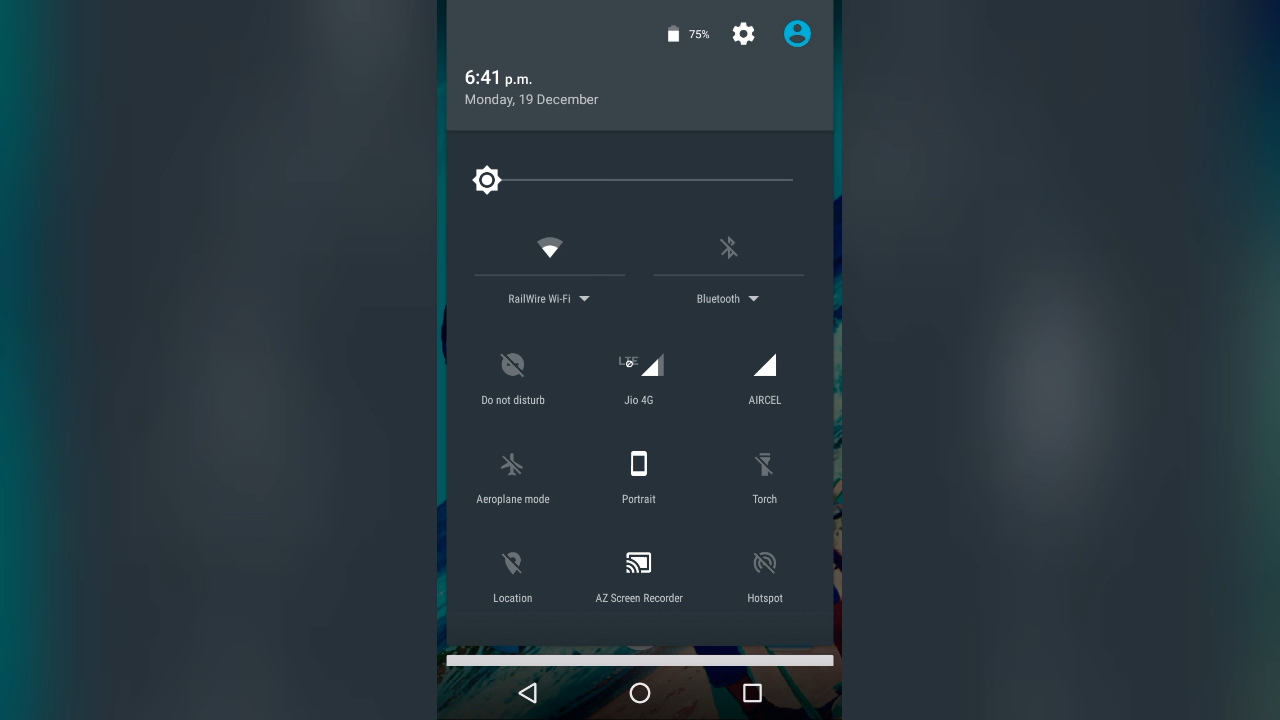 75%
6:41 p.m.
Monday, 19 December
RailWire Wi-Fi
Bluetooth
LTE
Do not disturb
Jio 4G
AIRCEL
Aeroplane mode
Portrait
Torch
Location
AZ Screen Recorder
Hotspot